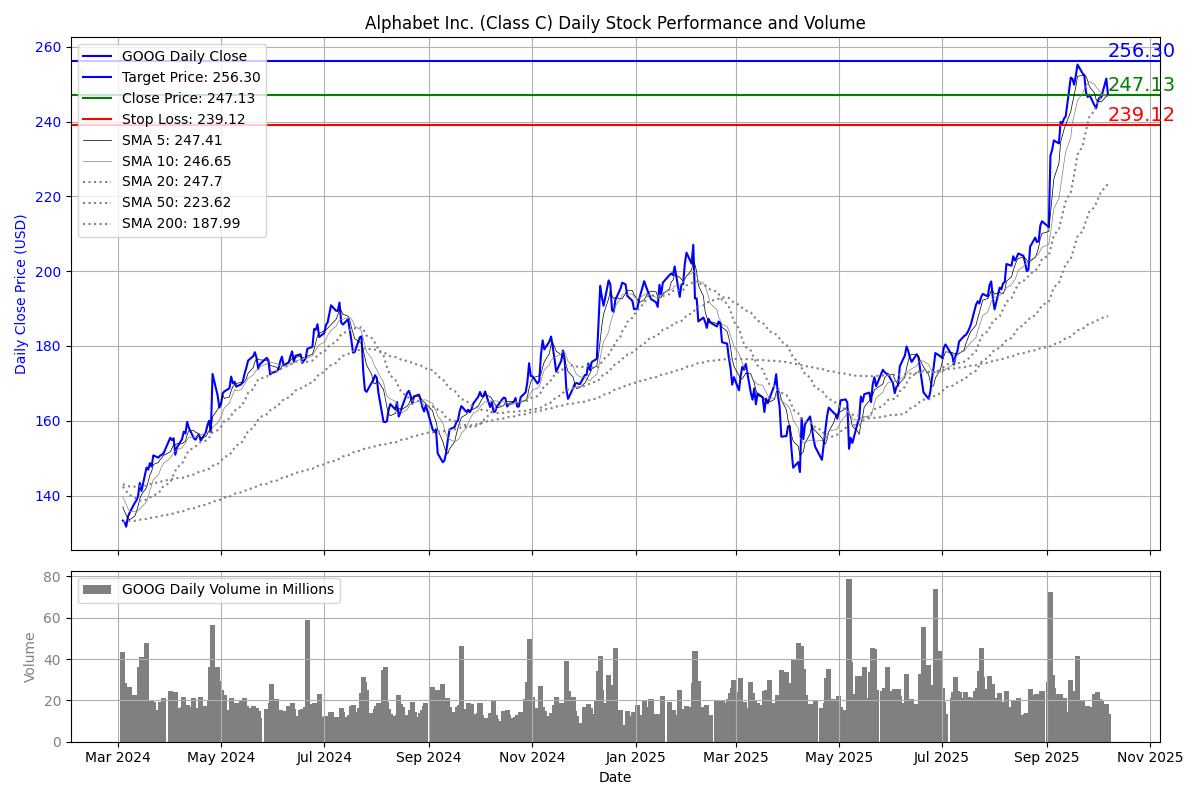 Alphabet Inc. (Class C) Daily Stock Performance and Volume
Daily Close Price (USD)
260
240
220
200
180
160
140
GOOG Daily Close
Target Price: 256.30
Close Price: 247.13
Stop Loss: 239.12
SMA 5: 247.41
SMA 10: 246.65
SMA 20: 247.7
SMA 50: 223.62
SMA 200: 187.99
256.30
247.13
239.12
Volume
80
60
40
20
0
GOOG Daily Volume in Millions
Mar 2024 May 2024 Jul 2024 Sep 2024 Nov 2024 Jan 2025 Mar 2025 May 2025 Jul 2025 Sep 2025 Nov 2025
Date